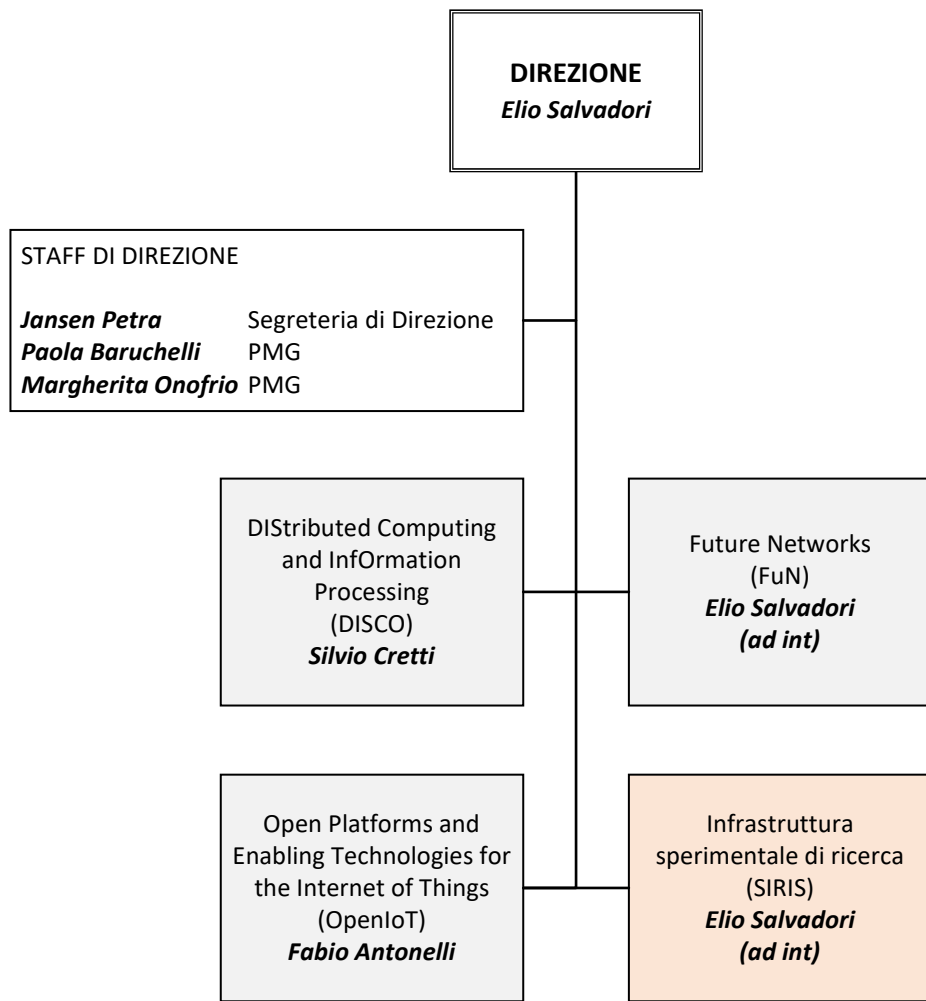 DIREZIONE
Elio Salvadori
STAFF DI DIREZIONE
Jansen Petra Segreteria di Direzione
Paola Baruchelli PMG
Margherita Onofrio PMG
DIStributed Computing
and InfOrmation
Processing
(DISCO)
Silvio Cretti
Future Networks
(FuN)
Elio Salvadori
(ad int)
Open Platforms and
Enabling Technologies for
the Internet of Things
(OpenIoT)
Fabio Antonelli
Infrastruttura
sperimentale di ricerca
(SIRIS)
Elio Salvadori
(ad int)